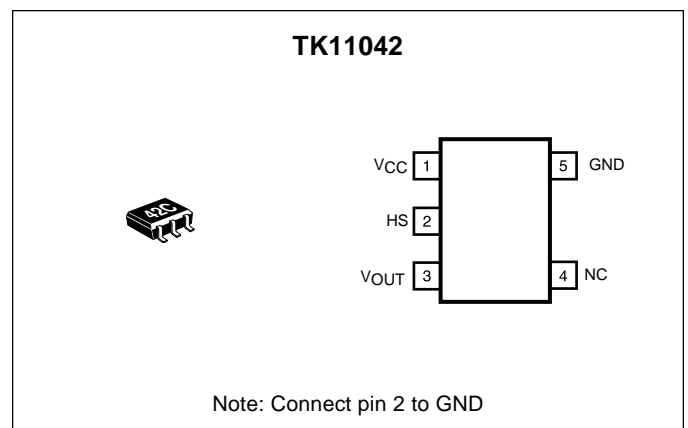 TK11042
VCC 1
5 GND
HS 2
42C
VOUT 3
4 NC
Note: Connect pin 2 to GND